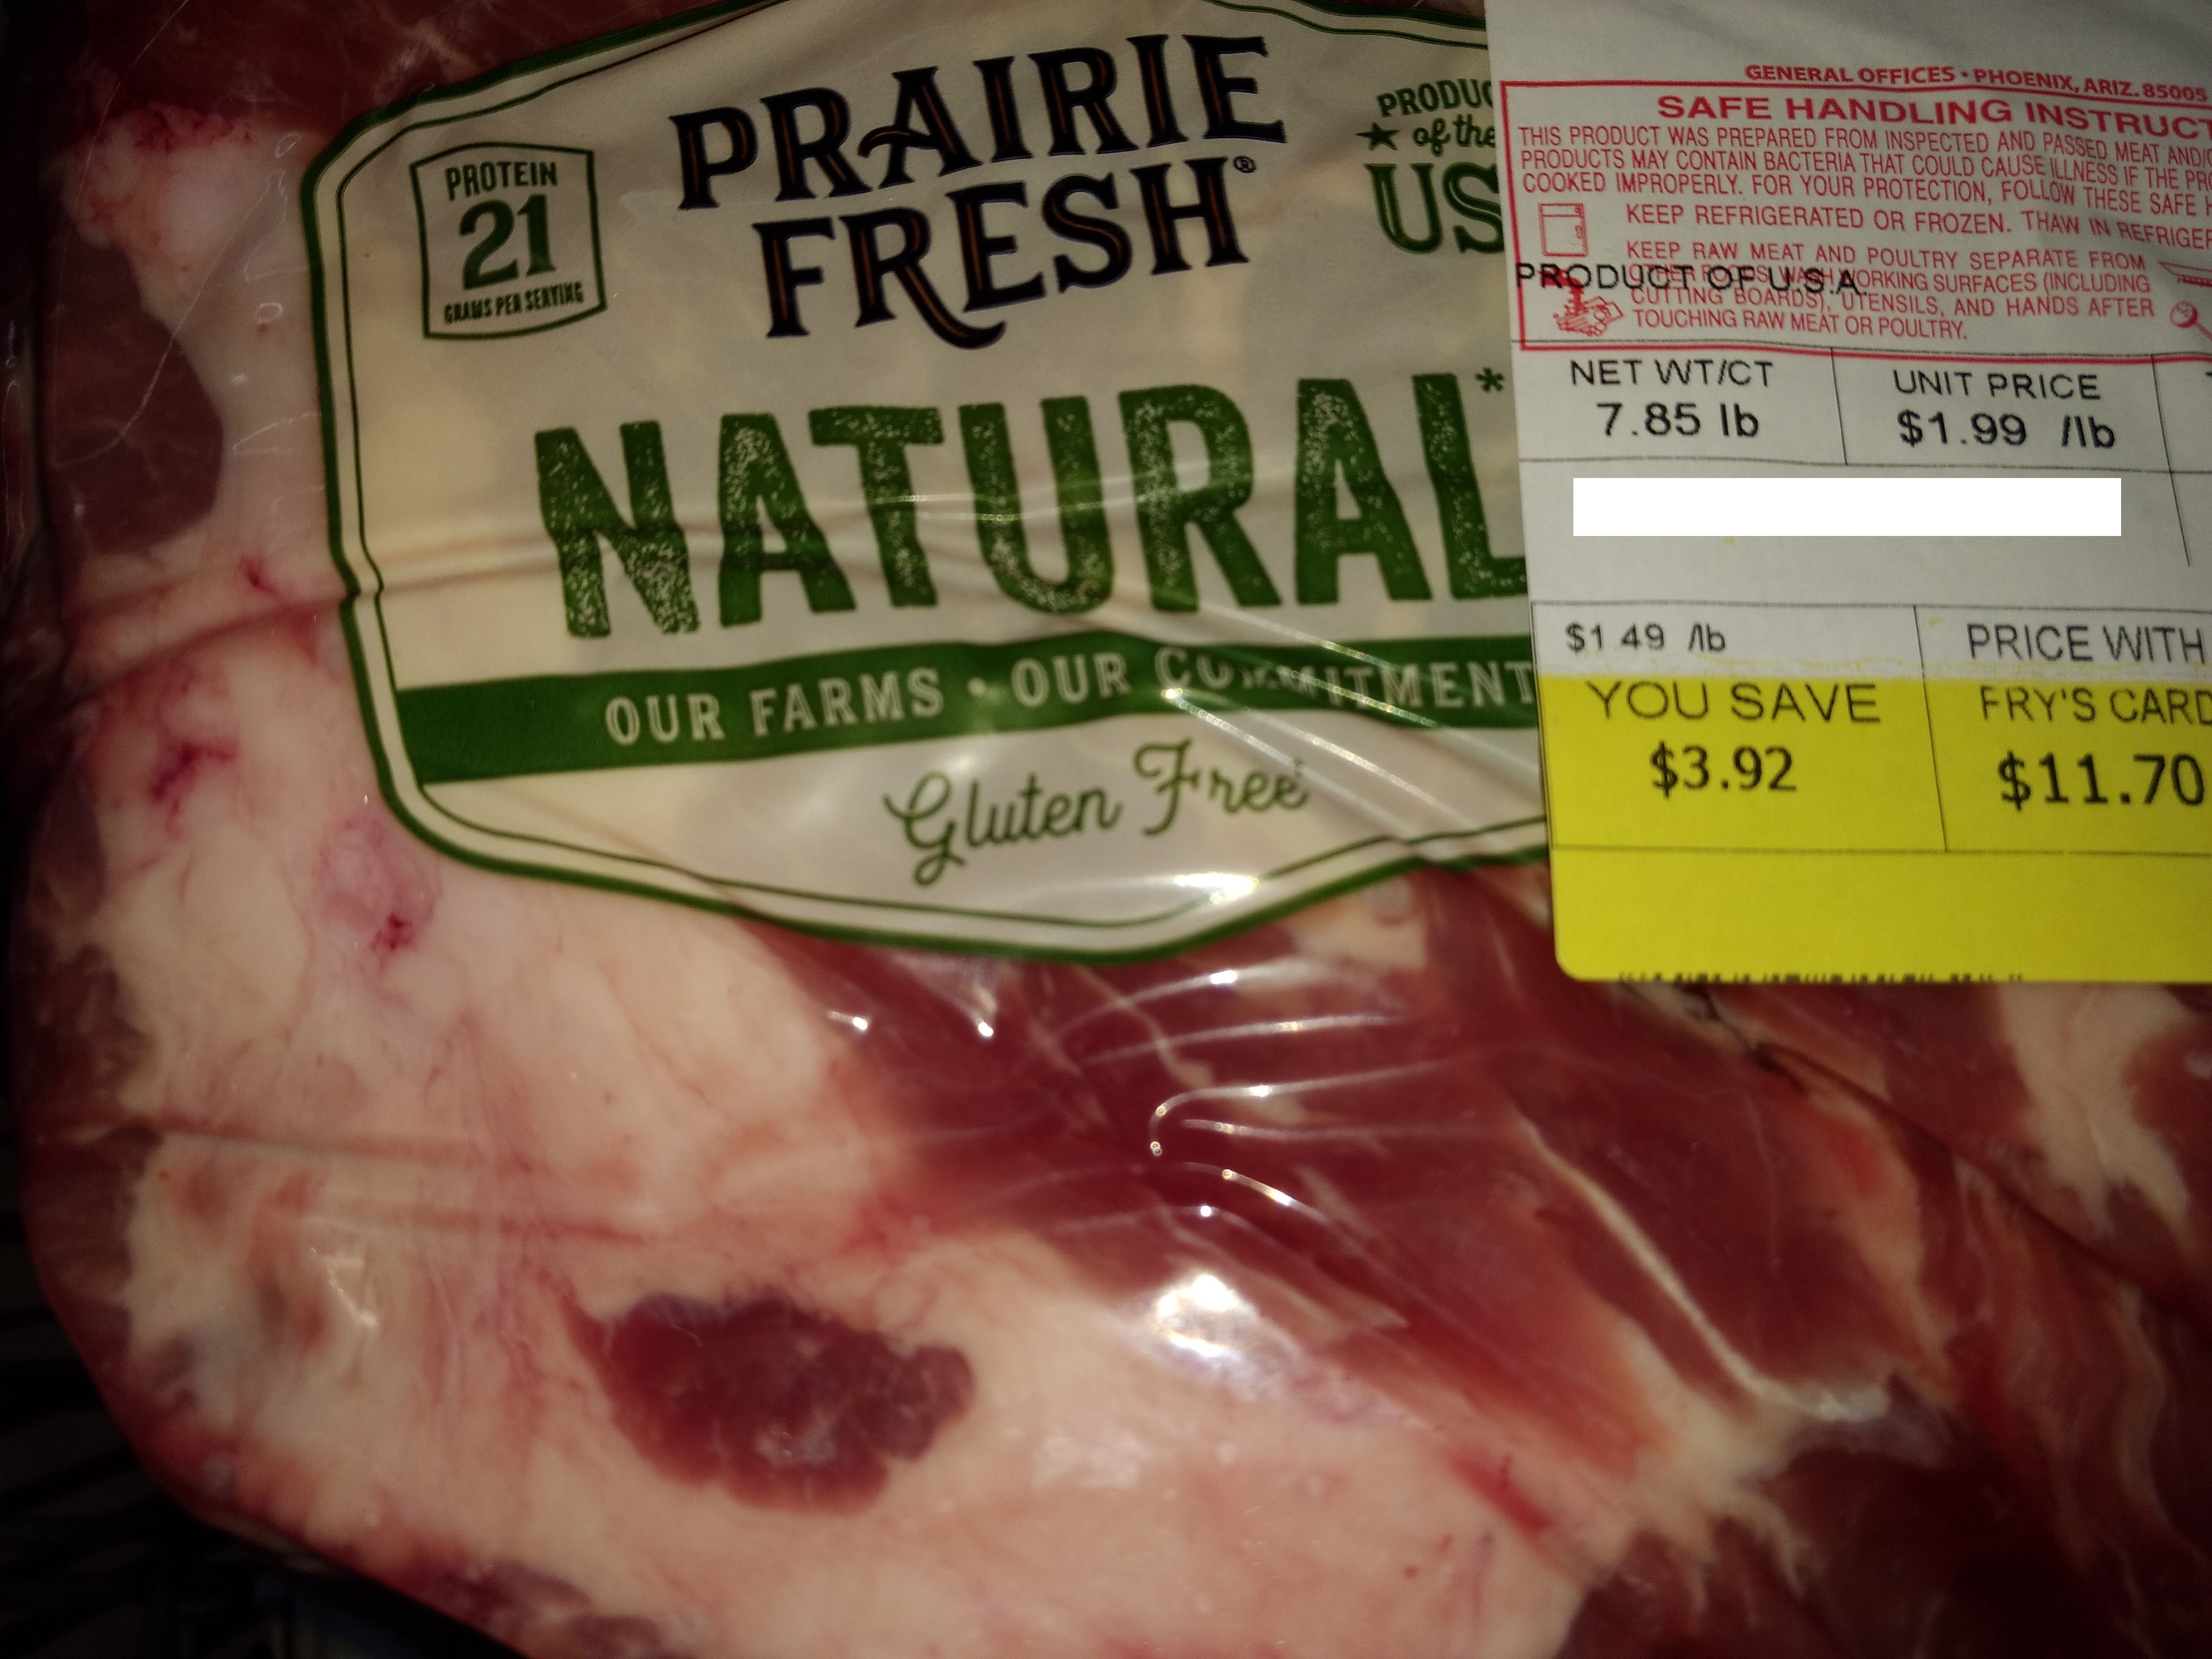 PRAIRIE
FRESH®
PROTEIN
21
GRAMS PER SERVING
PRODUC
of the
US
NATURAL*
OUR FARMS • OUR COMMITMENT
Gluten Free
GENERAL OFFICES • PHOENIX, ARIZ. 85005
SAFE HANDLING INSTRUCT
THIS PRODUCT WAS PREPARED FROM INSPECTED AND PASSED MEAT AND/O
PRODUCTS MAY CONTAIN BACTERIA THAT COULD CAUSE ILLNESS IF THE PRO
COOKED IMPROPERLY. FOR YOUR PROTECTION, FOLLOW THESE SAFE H
KEEP REFRIGERATED OR FROZEN. THAW IN REFRIGER
KEEP RAW MEAT AND POULTRY SEPARATE FROM
PRODUCT OF U.S.A.
WORKING SURFACES (INCLUDING
CUTTING BOARDS), UTENSILS, AND HANDS AFTER
TOUCHING RAW MEAT OR POULTRY.
NET WT/CT
7.85 lb
UNIT PRICE
$1.99 /lb
$1 49 /lb
YOU SAVE
$3.92
PRICE WITH
FRY'S CARD
$11.70